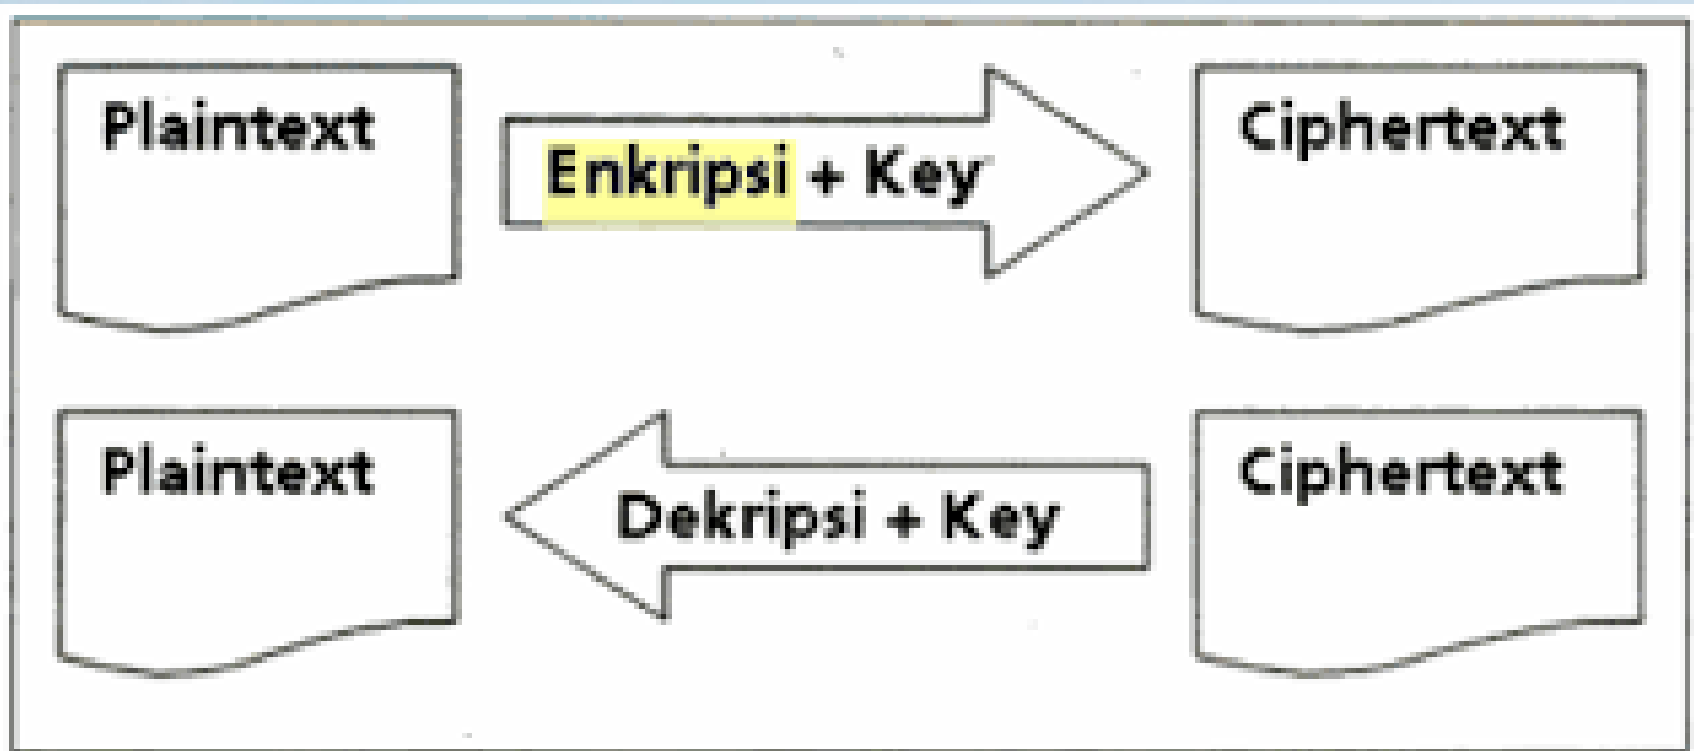 Plaintext
Enkripsi + Key
Ciphertext
Plaintext
Dekripsi + Key
Ciphertext